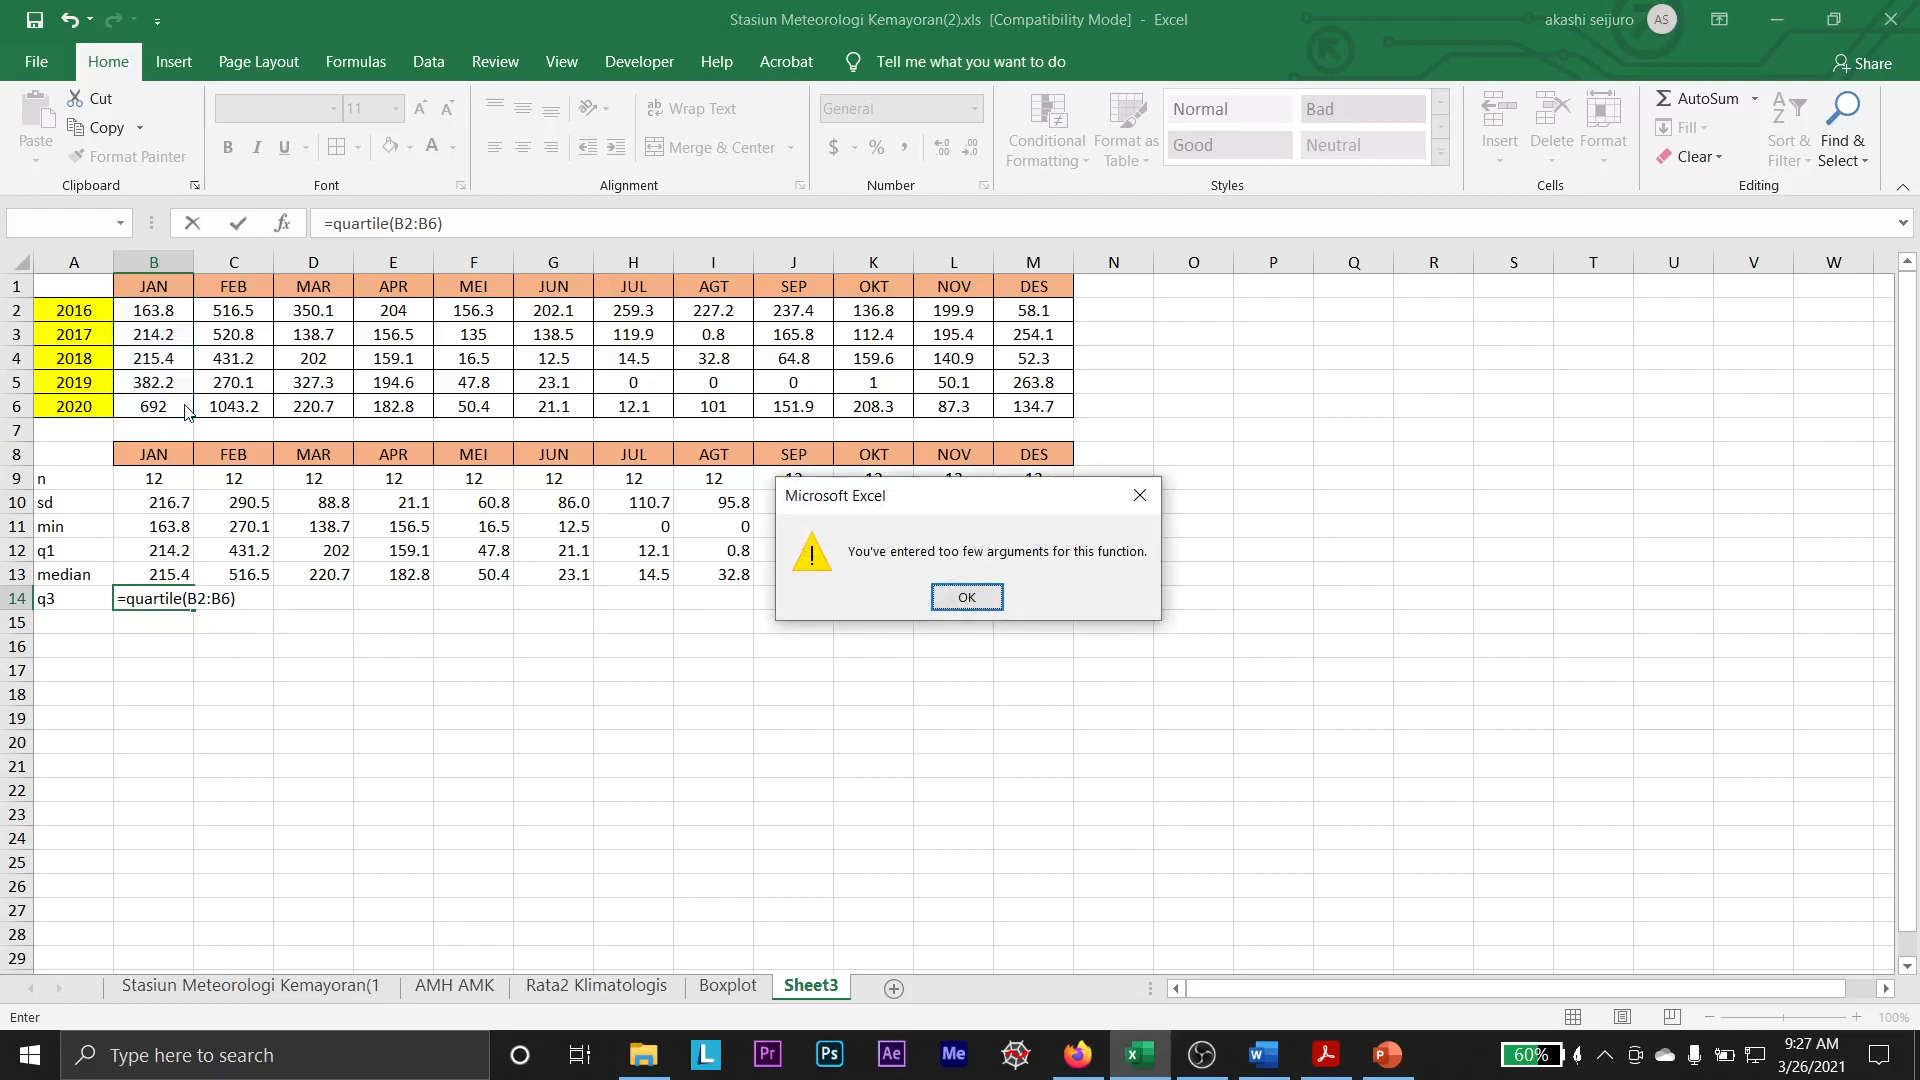 Stasiun Meteorologi Kemayoran(2).xls [Compatibility Mode] - Excel
akashi seijuro AS
File Home Insert Page Layout Formulas Data Review View Developer Help Acrobat Tell me what you want to do Share
Paste
Cut
Copy
Format Painter
Clipboard
11
B I U
Font
Wrap Text
Merge & Center
Alignment
General
$ % ,
Number
Conditional Formatting
Format as Table
Normal Bad
Good Neutral
Styles
Insert Delete Format
Cells
AutoSum
Fill
Clear
Sort & Filter
Find & Select
Editing
fx =quartile(B2:B6)
A B C D E F G H I J K L M N O P Q R S T U V W
1 JAN FEB MAR APR MEI JUN JUL AGT SEP OKT NOV DES
2 2016 163.8 516.5 350.1 204 156.3 202.1 259.3 227.2 237.4 136.8 199.9 58.1
3 2017 214.2 520.8 138.7 156.5 135 138.5 119.9 0.8 165.8 112.4 195.4 254.1
4 2018 215.4 431.2 202 159.1 16.5 12.5 14.5 32.8 64.8 159.6 140.9 52.3
5 2019 382.2 270.1 327.3 194.6 47.8 23.1 0 0 0 1 50.1 263.8
6 2020 692 1043.2 220.7 182.8 50.4 21.1 12.1 101 151.9 208.3 87.3 134.7
7
8 JAN FEB MAR APR MEI JUN JUL AGT SEP OKT NOV DES
9 n 12 12 12 12 12 12 12 12
10 sd 216.7 290.5 88.8 21.1 60.8 86.0 110.7 95.8
11 min 163.8 270.1 138.7 156.5 16.5 12.5 0 0
12 q1 214.2 431.2 202 159.1 47.8 21.1 12.1 0.8
13 median 215.4 516.5 220.7 182.8 50.4 23.1 14.5 32.8
14 q3 =quartile(B2:B6)
15
16
17
18
19
20
21
22
23
24
25
26
27
28
29
Microsoft Excel
You've entered too few arguments for this function.
OK
Stasiun Meteorologi Kemayoran(1 AMH AMK Rata2 Klimatologis Boxplot Sheet3
Enter
100%
Type here to search
L Pr Ps Ae Me
60%
9:27 AM
3/26/2021